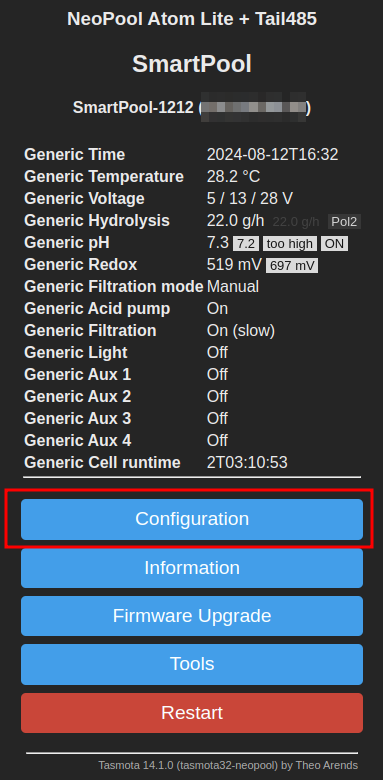 NeoPool Atom Lite + Tail485
SmartPool
SmartPool-1212 ( )
Generic Time 2024-08-12T16:32
Generic Temperature 28.2 °C
Generic Voltage 5 / 13 / 28 V
Generic Hydrolysis 22.0 g/h 22.0 g/h Pol2
Generic pH 7.3 7.2 too high ON
Generic Redox 519 mV 697 mV
Generic Filtration mode Manual
Generic Acid pump On
Generic Filtration On (slow)
Generic Light Off
Generic Aux 1 Off
Generic Aux 2 Off
Generic Aux 3 Off
Generic Aux 4 Off
Generic Cell runtime 2T03:10:53
Configuration
Information
Firmware Upgrade
Tools
Restart
Tasmota 14.1.0 (tasmota32-neopool) by Theo Arends